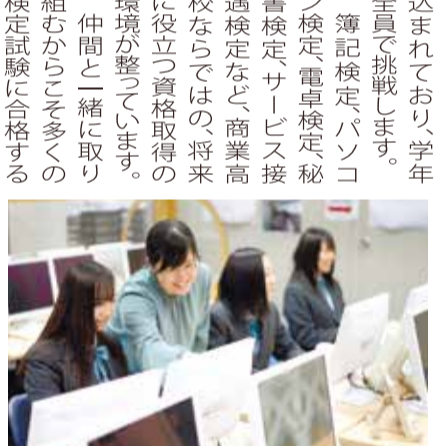 込まれており、学年
全員で挑戦します。
簿記検定、パソコ
ン検定、電卓検定、秘
書検定、サービス接
遇検定など、商業高
校ならではの、将来
に役立つ資格取得の
環境が整っています。
仲間と一緒に取り
組むからこそ多くの
検定試験に合格する